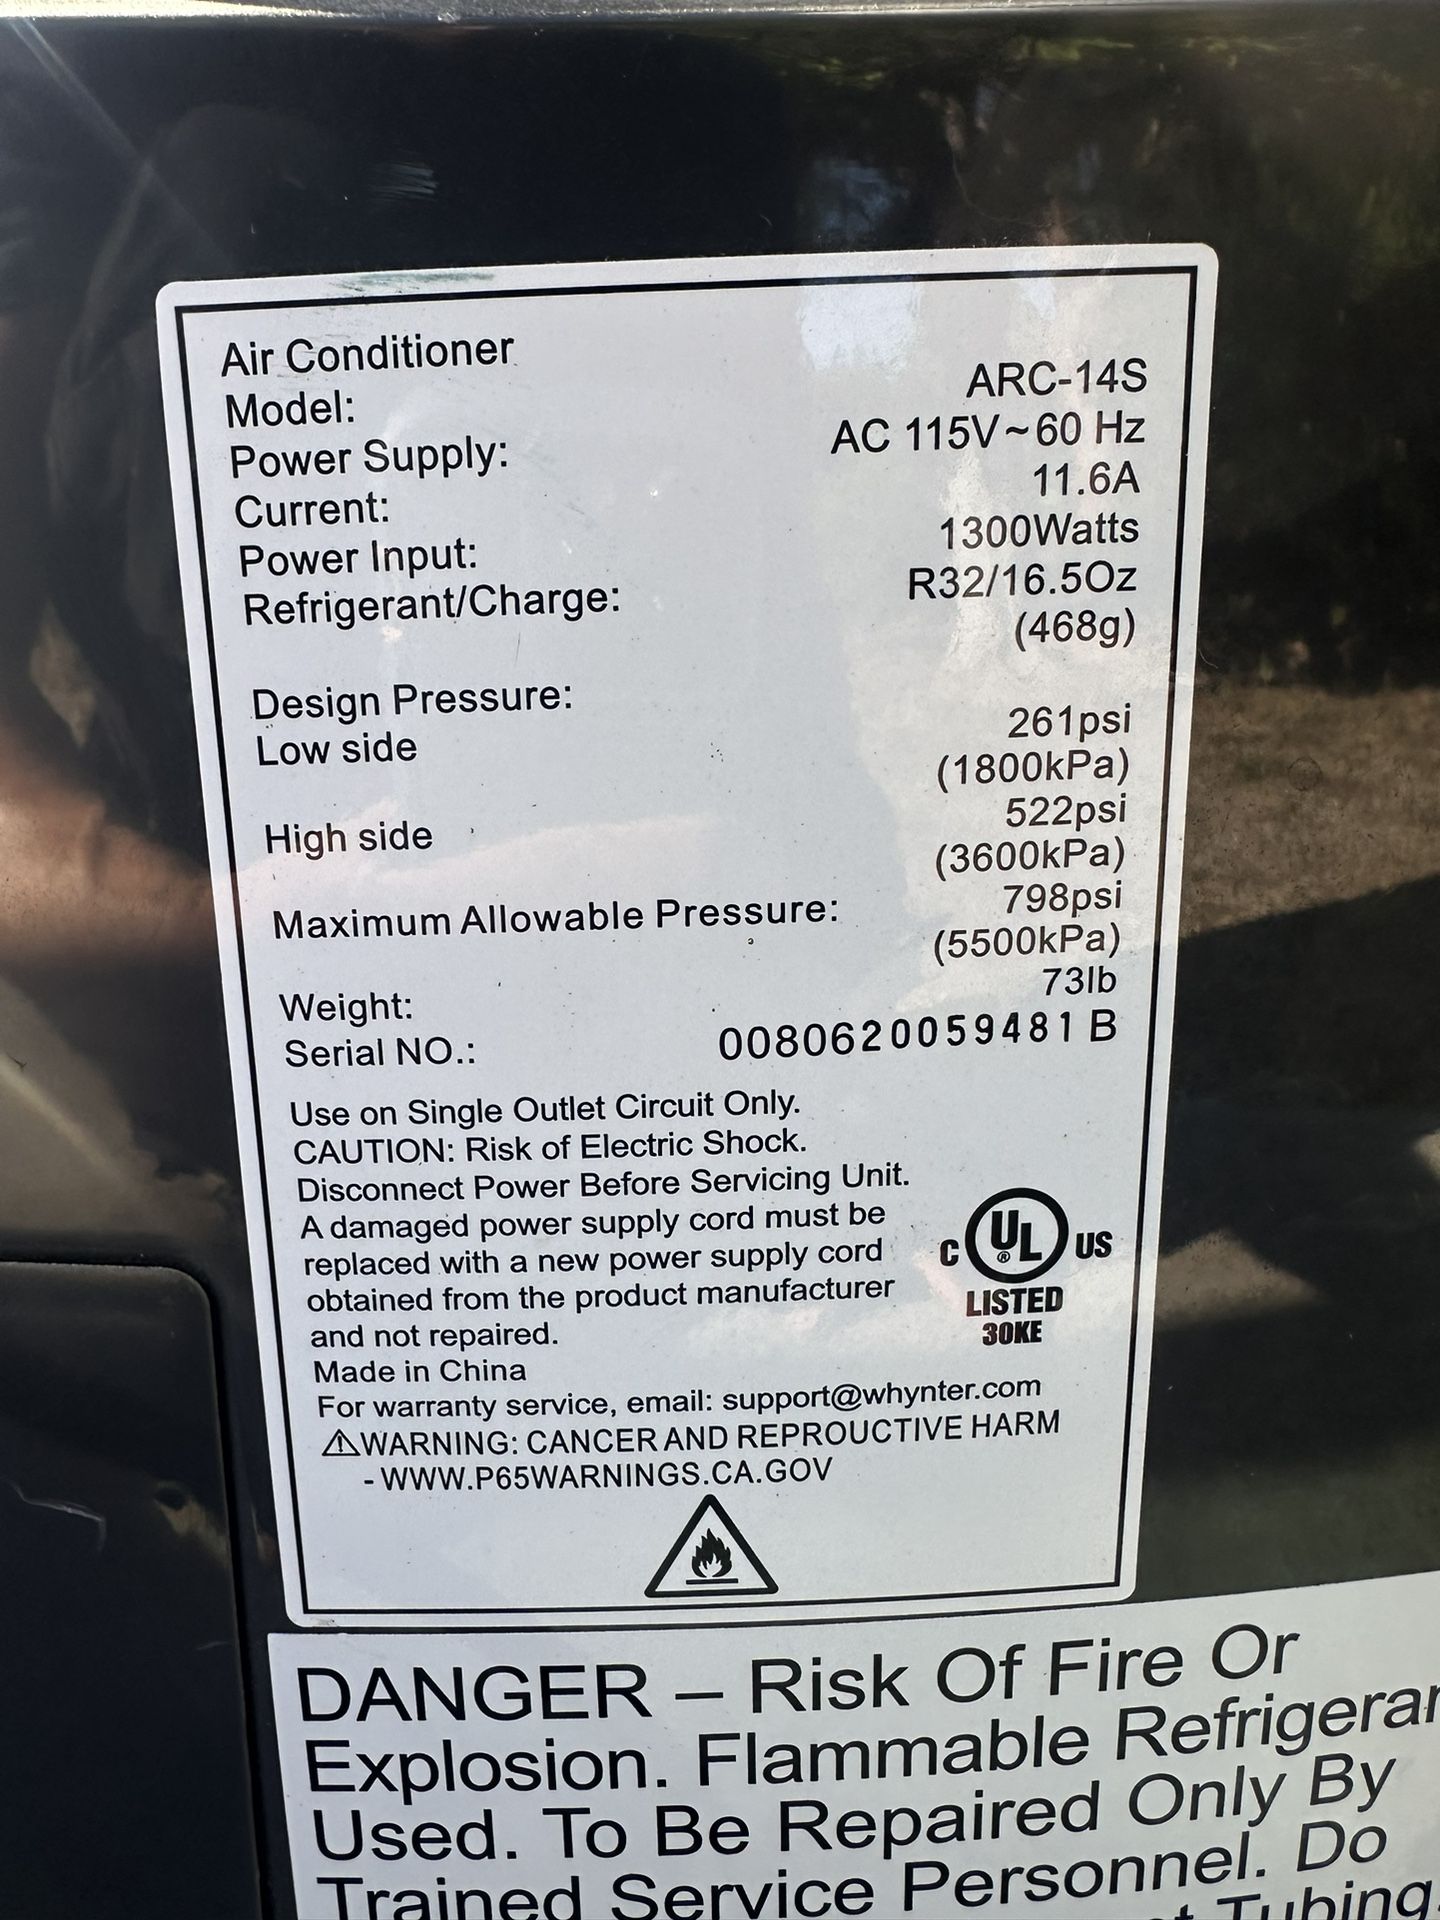 Air Conditioner
Model: ARC-14S
Power Supply: AC 115V~60 Hz
Current: 11.6A
Power Input: 1300Watts
Refrigerant/Charge: R32/16.5Oz
(468g)
Design Pressure:
Low side 261psi
(1800kPa)
High side 522psi
(3600kPa)
Maximum Allowable Pressure: 798psi
(5500kPa)
Weight: 73lb
Serial NO.: 0080620059481B
Use on Single Outlet Circuit Only.
CAUTION: Risk of Electric Shock.
Disconnect Power Before Servicing Unit.
A damaged power supply cord must be
replaced with a new power supply cord
obtained from the product manufacturer
and not repaired.
C UL ® US
LISTED
30KE
Made in China
For warranty service, email: support@whynter.com
⚠WARNING: CANCER AND REPROUCTIVE HARM
- WWW.P65WARNINGS.CA.GOV
DANGER – Risk Of Fire Or
Explosion. Flammable
Used. To Be Repaired Only By
Trained Service Personnel. Do
Tubing.